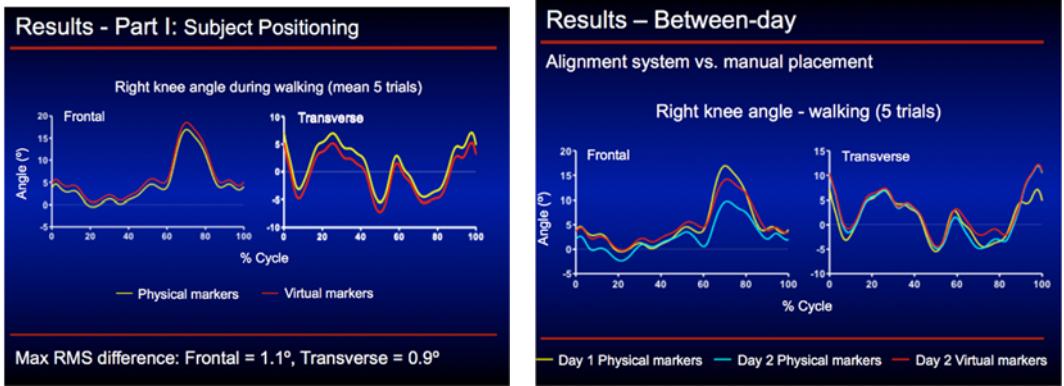 Results - Part I: Subject Positioning
Right knee angle during walking (mean 5 trials)
Frontal
Transverse
Angle (º)
20
15
10
5
0
-5
0
20
40
60
80
100
10
5
0
-5
-10
0
20
40
60
80
100
% Cycle
Physical markers
Virtual markers
Max RMS difference: Frontal = 1.1º, Transverse = 0.9º
Results – Between-day
Alignment system vs. manual placement
Right knee angle - walking (5 trials)
Frontal
Transverse
Angle (º)
20
15
10
5
0
-5
0
20
40
60
80
100
15
10
5
0
-5
-10
0
20
40
60
80
100
% Cycle
Day 1 Physical markers
Day 2 Physical markers
Day 2 Virtual markers